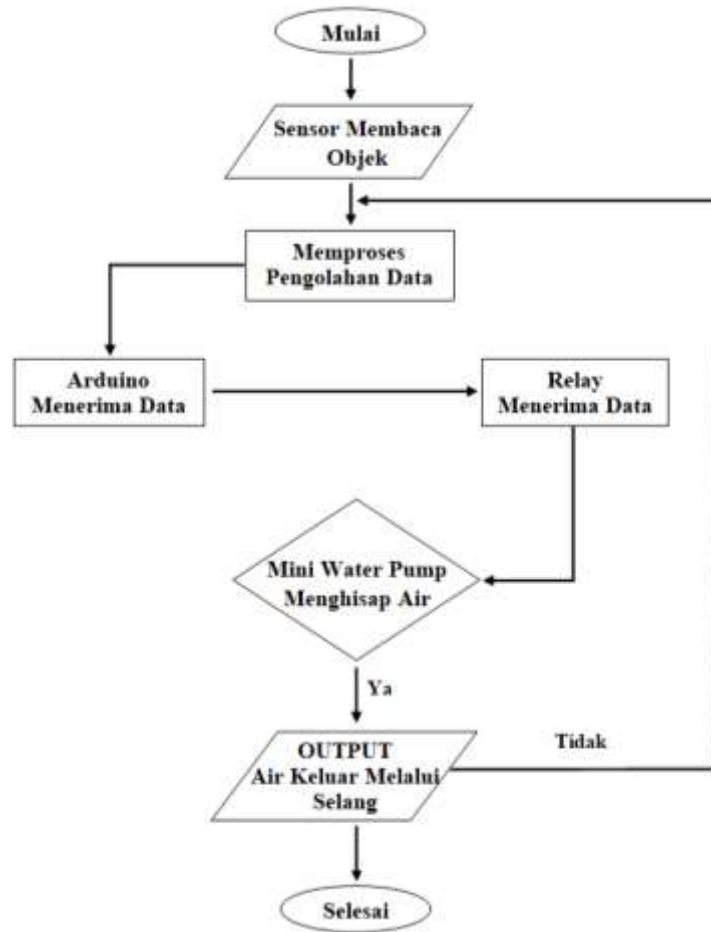 Mulai
Sensor Membaca
Objek
Memproses
Pengolahan Data
Arduino
Menerima Data
Relay
Menerima Data
Mini Water Pump
Menghisap Air
Ya
OUTPUT
Air Keluar Melalui
Selang
Tidak
Selesai